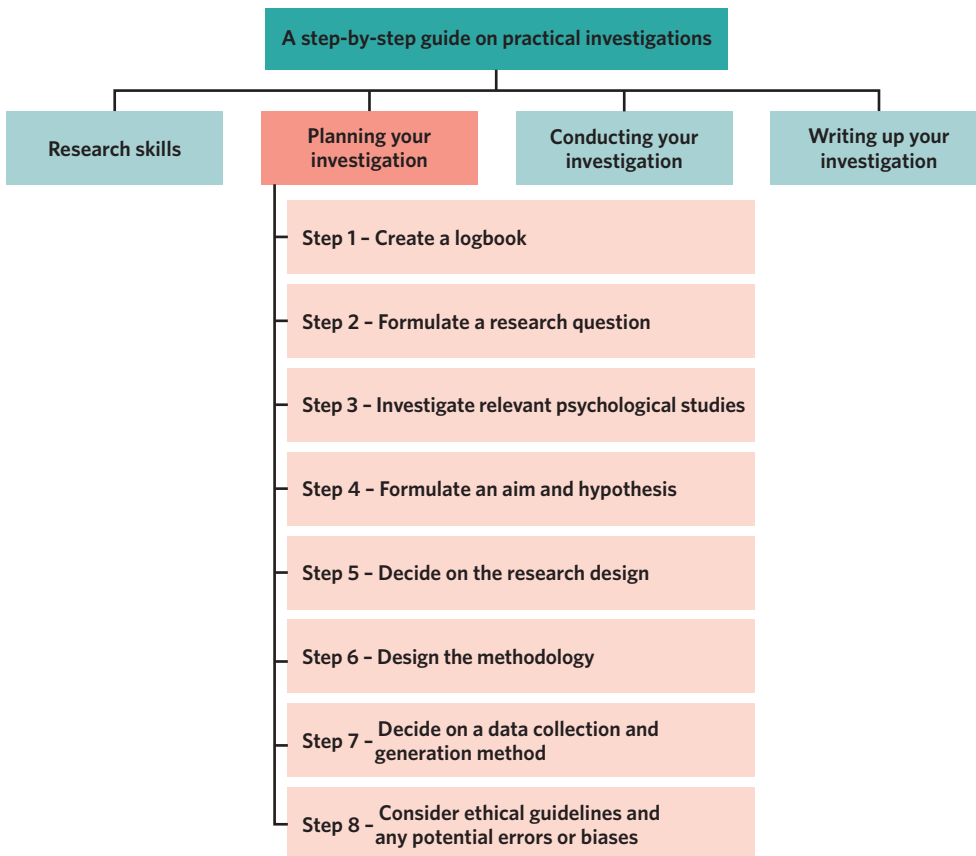 A step-by-step guide on practical investigations
Research skills
Planning your
investigation
Conducting your
investigation
Writing up your
investigation
Step 1 – Create a logbook
Step 2 – Formulate a research question
Step 3 – Investigate relevant psychological studies
Step 4 – Formulate an aim and hypothesis
Step 5 – Decide on the research design
Step 6 – Design the methodology
Step 7 – Decide on a data collection and
generation method
Step 8 – Consider ethical guidelines and
any potential errors or biases